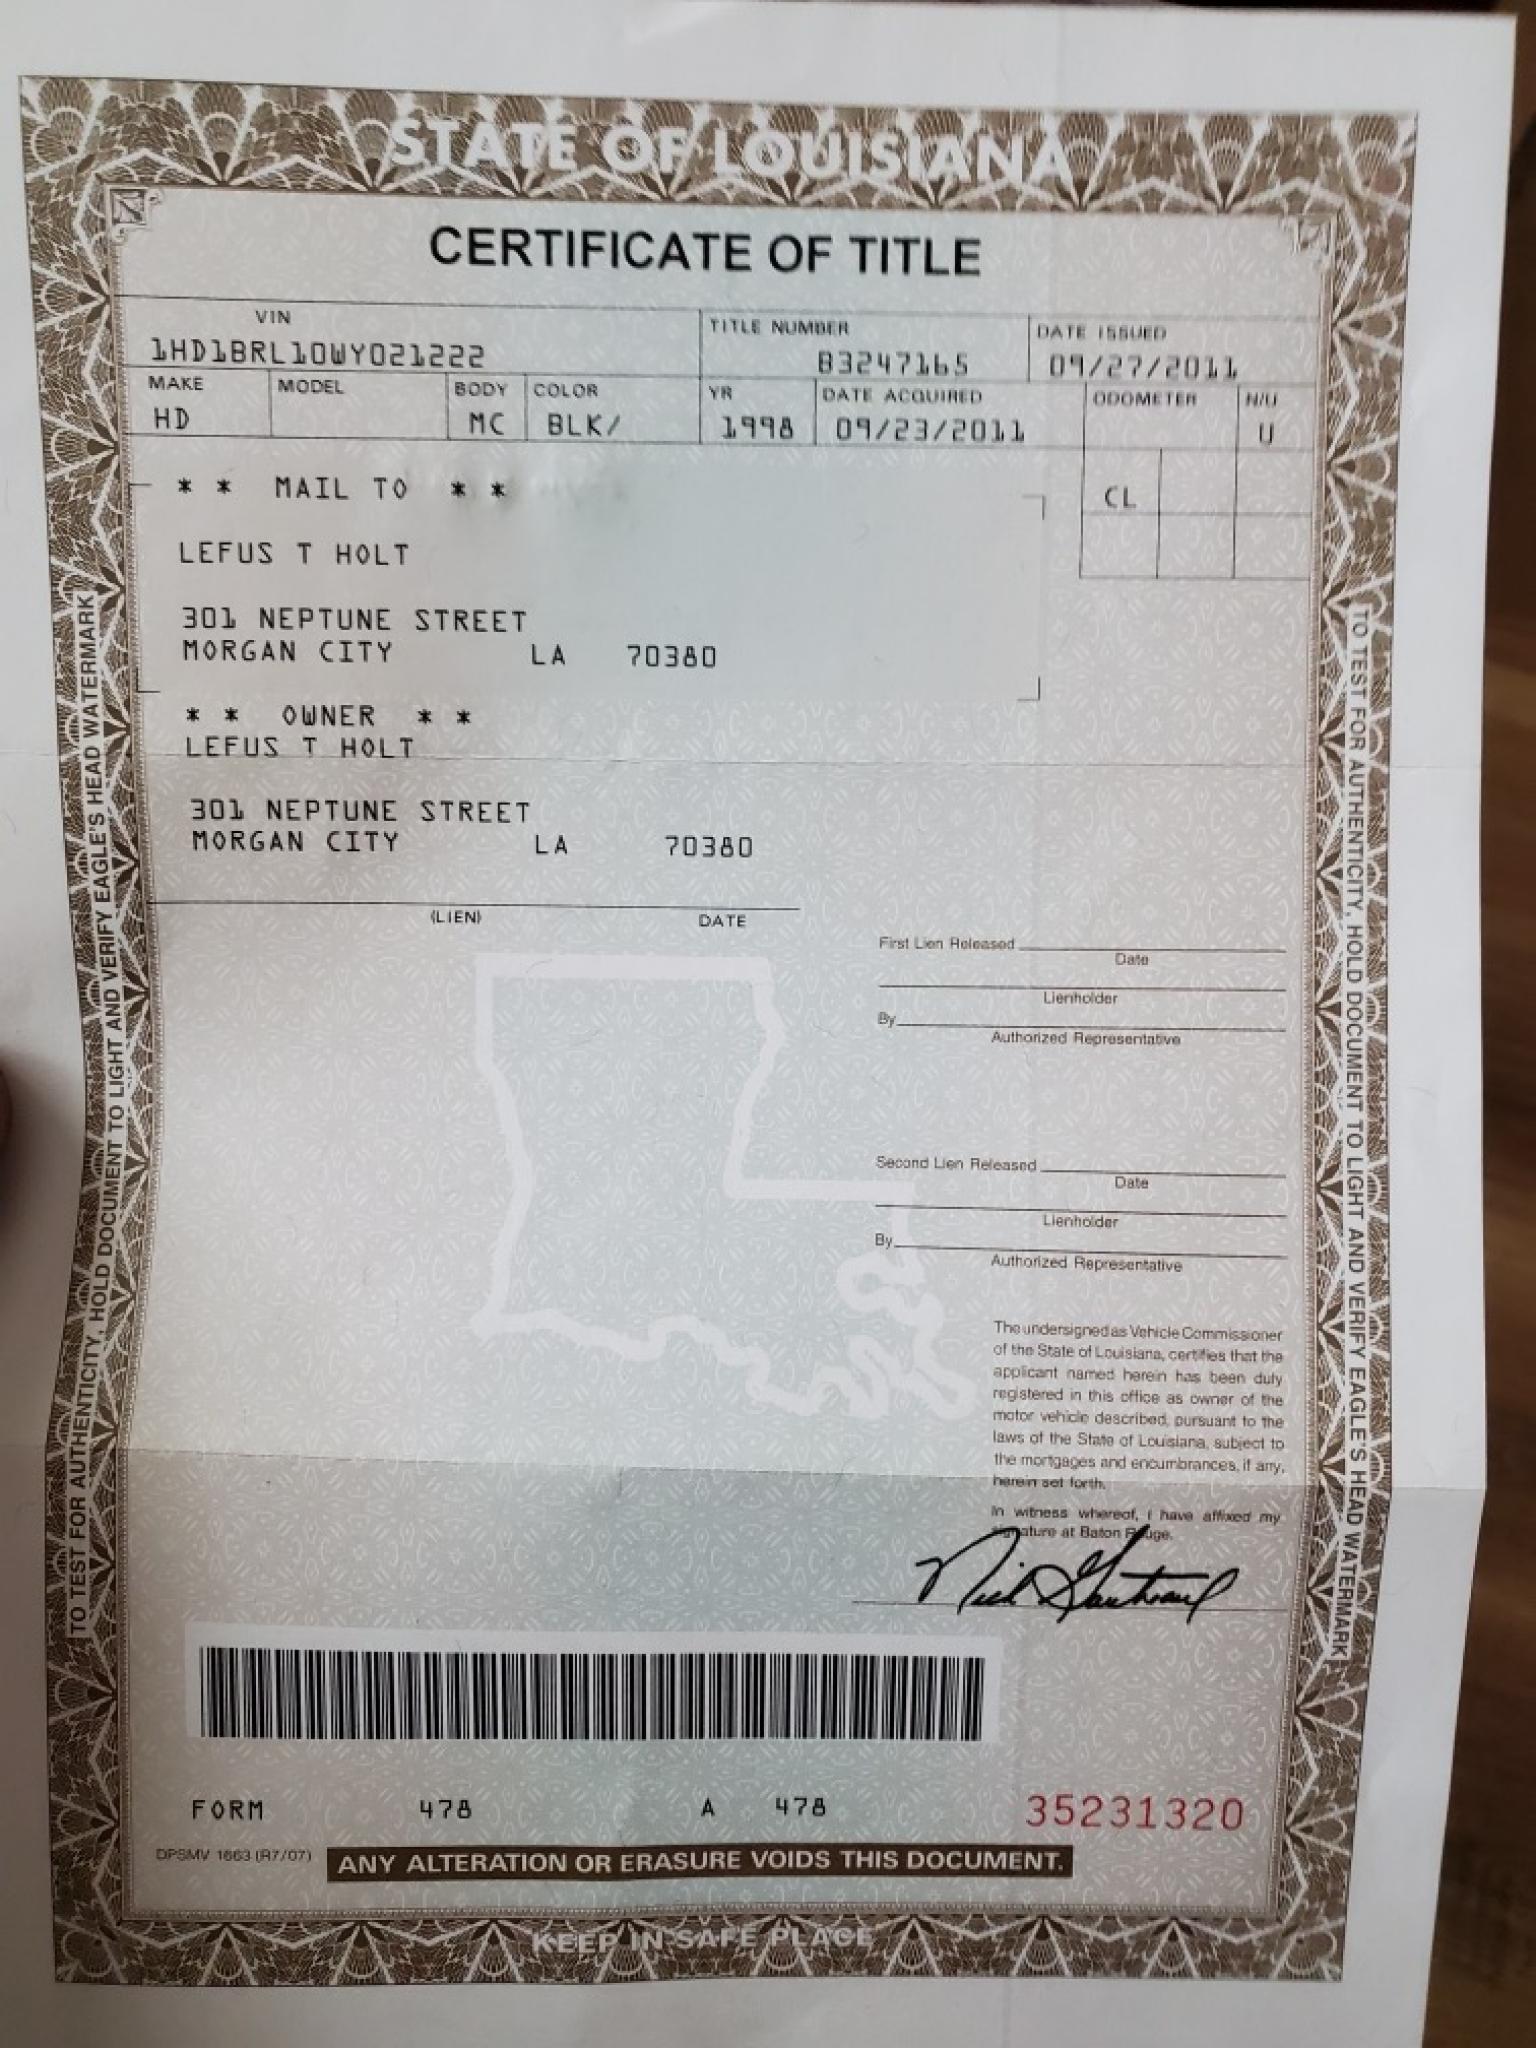 STATE OF LOUISIANA
CERTIFICATE OF TITLE
VIN
1HD1BRL10WY021222
TITLE NUMBER
B3247165
DATE ISSUED
09/27/2011
MAKE
HD
MODEL
BODY
MC
COLOR
BLK/
YR
1998
DATE ACQUIRED
09/23/2011
ODOMETER
N/U
U
CL
* * MAIL TO * *
LEFUS T HOLT
301 NEPTUNE STREET
MORGAN CITY LA 70380
* * OWNER * *
LEFUS T HOLT
301 NEPTUNE STREET
MORGAN CITY LA 70380
(LIEN) DATE
First Lien Released
Date
Lienholder
By
Authorized Representative
Second Lien Released
Date
Lienholder
By
Authorized Representative
The undersigned as Vehicle Commissioner
of the State of Louisiana, certifies that the
applicant named herein has been duly
registered in this office as owner of the
motor vehicle described, pursuant to the
laws of the State of Louisiana, subject to
the mortgages and encumbrances, if any,
herein set forth.
In witness whereof, I have affixed my
signature at Baton Rouge.
Nick Gautreaux
FORM 478 A 478 35231320
DPSMV 1663 (R7/07)
ANY ALTERATION OR ERASURE VOIDS THIS DOCUMENT.
KEEP IN SAFE PLACE
TO TEST FOR AUTHENTICITY, HOLD DOCUMENT TO LIGHT AND VERIFY EAGLE'S HEAD WATERMARK
TO TEST FOR AUTHENTICITY, HOLD DOCUMENT TO LIGHT AND VERIFY EAGLE'S HEAD WATERMARK